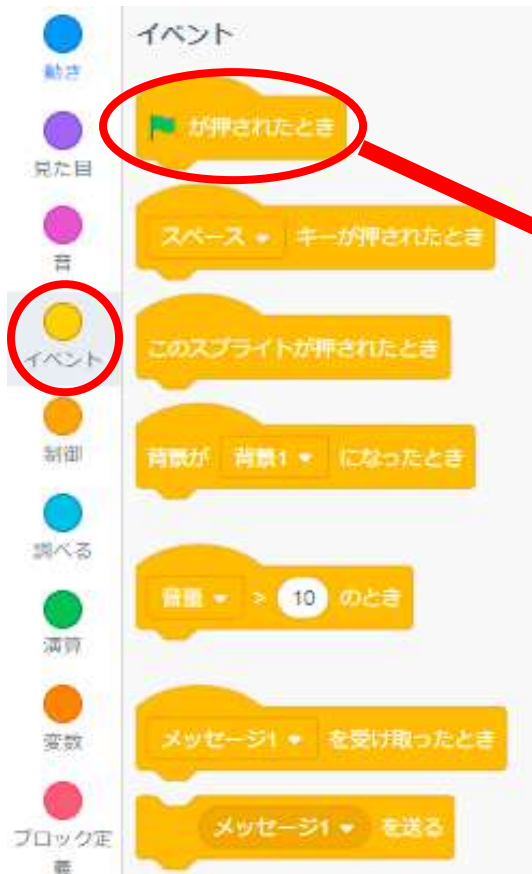 イベント
動き
見た目
音
イベント
制御
調べる
演算
変数
ブロック定
義
が押されたとき
スペース キーが押されたとき
このスプライトが押されたとき
背景が 背景1 になったとき
音量 > 10 のとき
メッセージ1 を受け取ったとき
メッセージ1 を送る